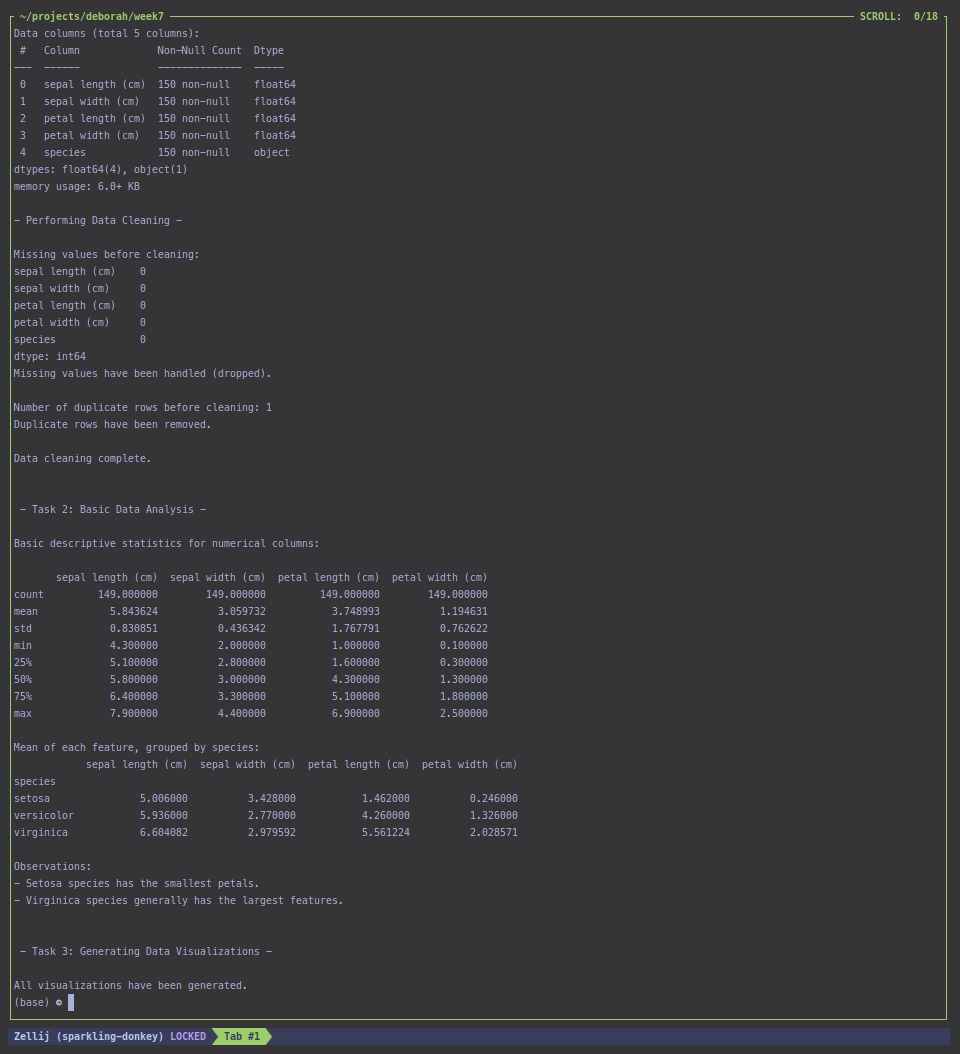 ~/projects/deborah/week7 SCROLL: 0/18
Data columns (total 5 columns):
 #   Column             Non-Null Count  Dtype
---  ------             --------------  -----
 0   sepal length (cm)  150 non-null    float64
 1   sepal width (cm)   150 non-null    float64
 2   petal length (cm)  150 non-null    float64
 3   petal width (cm)   150 non-null    float64
 4   species            150 non-null    object
dtypes: float64(4), object(1)
memory usage: 6.0+ KB
- Performing Data Cleaning -
Missing values before cleaning:
sepal length (cm)    0
sepal width (cm)     0
petal length (cm)    0
petal width (cm)     0
species              0
dtype: int64
Missing values have been handled (dropped).
Number of duplicate rows before cleaning: 1
Duplicate rows have been removed.
Data cleaning complete.
 - Task 2: Basic Data Analysis -
Basic descriptive statistics for numerical columns:
       sepal length (cm)  sepal width (cm)  petal length (cm)  petal width (cm)
count         149.000000        149.000000         149.000000        149.000000
mean            5.843624          3.059732           3.748993          1.194631
std             0.830851          0.436342           1.767791          0.762622
min             4.300000          2.000000           1.000000          0.100000
25%             5.100000          2.800000           1.600000          0.300000
50%             5.800000          3.000000           4.300000          1.300000
75%             6.400000          3.300000           5.100000          1.800000
max             7.900000          4.400000           6.900000          2.500000
Mean of each feature, grouped by species:
            sepal length (cm)  sepal width (cm)  petal length (cm)  petal width (cm)
species
setosa               5.006000          3.428000           1.462000          0.246000
versicolor           5.936000          2.770000           4.260000          1.326000
virginica            6.604082          2.979592           5.561224          2.028571
Observations:
- Setosa species has the smallest petals.
- Virginica species generally has the largest features.
 - Task 3: Generating Data Visualizations -
All visualizations have been generated.
(base)
Zellij (sparkling-donkey) LOCKED Tab #1